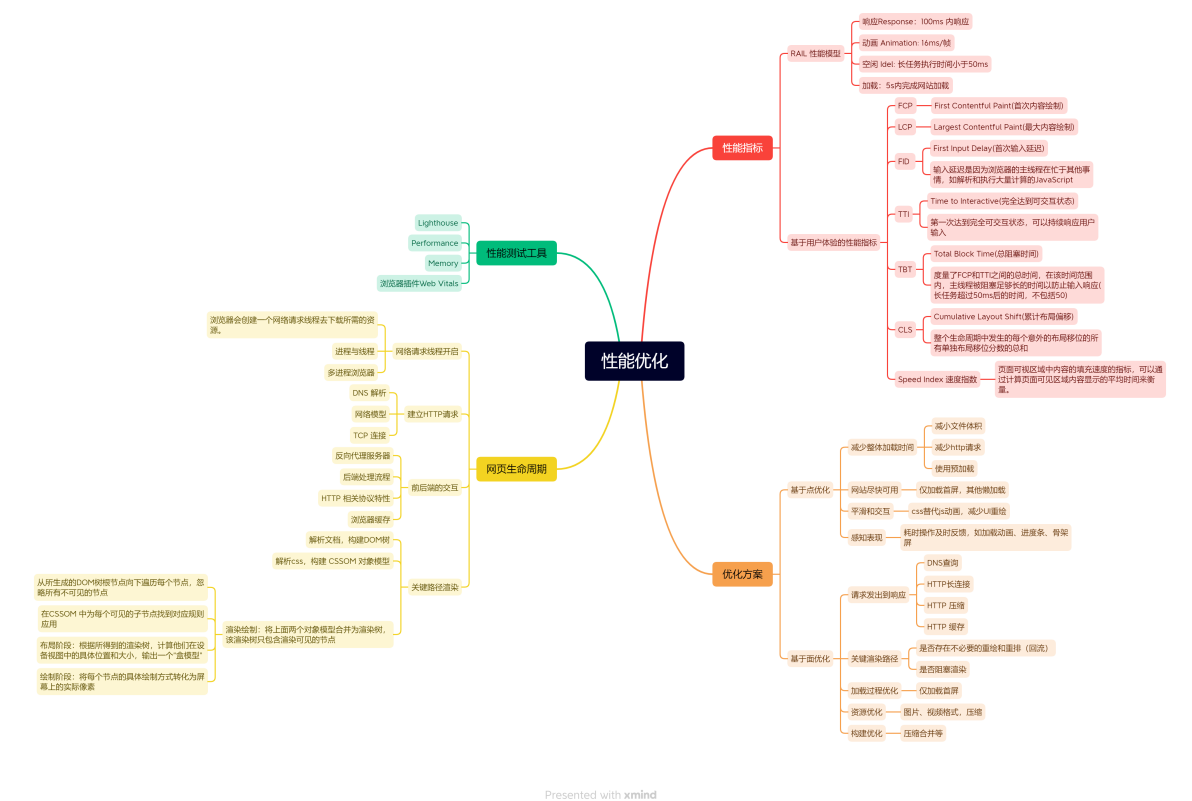 性能优化
性能指标
RAIL 性能模型
响应Response：100ms 内响应
动画 Animation: 16ms/帧
空闲 Idel: 长任务执行时间小于50ms
加载：5s内完成网站加载
基于用户体验的性能指标
FCP
First Contentful Paint(首次内容绘制)
LCP
Largest Contentful Paint(最大内容绘制)
FID
First Input Delay(首次输入延迟)
输入延迟是因为浏览器的主线程在忙于其他事
情，如解析和执行大量计算的JavaScript
TTI
Time to Interactive(完全达到可交互状态)
第一次达到完全可交互状态，可以持续响应用户
输入
TBT
Total Block Time(总阻塞时间)
度量了FCP和TTI之间的总时间，在该时间范围
内，主线程被阻塞足够长的时间以防止输入响应(
长任务超过50ms后的时间，不包括50)
CLS
Cumulative Layout Shift(累计布局偏移)
整个生命周期中发生的每个意外的布局移位的所
有单独布局移位分数的总和
Speed Index 速度指数
页面可视区域中内容的填充速度的指标，可以通
过计算页面可见区域内容显示的平均时间来衡
量。
优化方案
基于点优化
减少整体加载时间
减小文件体积
减少http请求
使用预加载
网站尽快可用
仅加载首屏，其他懒加载
平滑和交互
css替代js动画，减少UI重绘
感知表现
耗时操作及时反馈，如加载动画、进度条、骨架
屏
基于面优化
请求发出到响应
DNS查询
HTTP长连接
HTTP 压缩
HTTP 缓存
关键渲染路径
是否存在不必要的重绘和重排（回流）
是否阻塞渲染
加载过程优化
仅加载首屏
资源优化
图片、视频格式，压缩
构建优化
压缩合并等
性能测试工具
Lighthouse
Performance
Memory
浏览器插件Web Vitals
网页生命周期
网络请求线程开启
浏览器会创建一个网络请求线程去下载所需的资
源。
进程与线程
多进程浏览器
建立HTTP请求
DNS 解析
网络模型
TCP 连接
前后端的交互
反向代理服务器
后端处理流程
HTTP 相关协议特性
浏览器缓存
关键路径渲染
解析文档，构建DOM树
解析css，构建 CSSOM 对象模型
渲染绘制：将上面两个对象模型合并为渲染树，
该渲染树只包含渲染可见的节点
从所生成的DOM树根节点向下遍历每个节点，忽
略所有不可见的节点
在CSSOM 中为每个可见的子节点找到对应规则
应用
布局阶段：根据所得到的渲染树，计算他们在设
备视图中的具体位置和大小，输出一个“盒模型”
绘制阶段：将每个节点的具体绘制方式转化为屏
幕上的实际像素
Presented with xmind